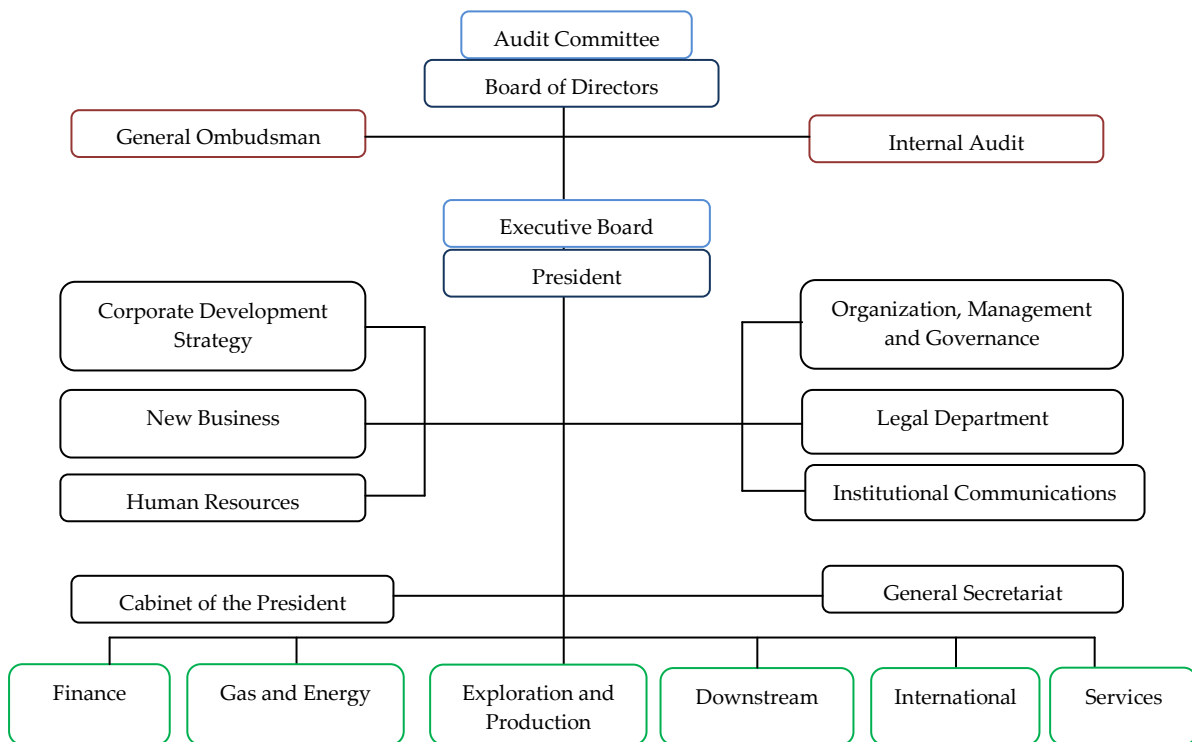 Audit Committee
Board of Directors
General Ombudsman
Internal Audit
Executive Board
President
Corporate Development
Strategy
Organization, Management
and Governance
New Business
Legal Department
Human Resources
Institutional Communications
Cabinet of the President
General Secretariat
Finance
Gas and Energy
Exploration and
Production
Downstream
International
Services